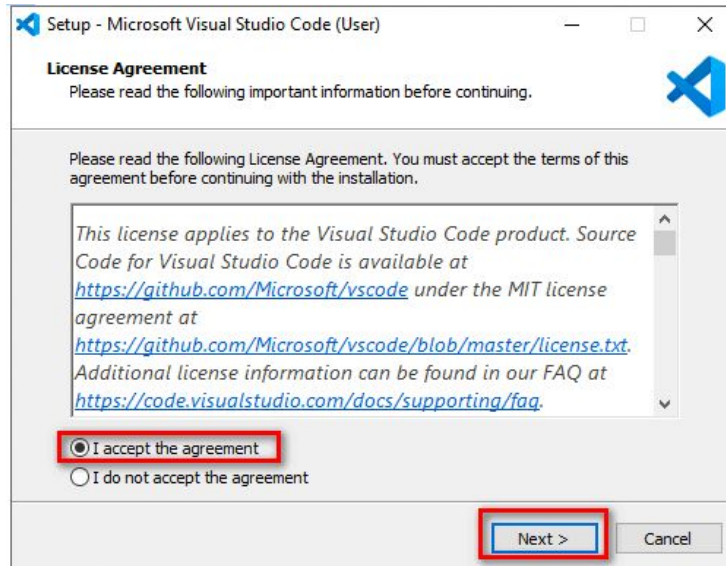 Setup - Microsoft Visual Studio Code (User)
License Agreement
Please read the following important information before continuing.
Please read the following License Agreement. You must accept the terms of this
agreement before continuing with the installation.
This license applies to the Visual Studio Code product. Source
Code for Visual Studio Code is available at
https://github.com/Microsoft/vscode under the MIT license
agreement at
https://github.com/Microsoft/vscode/blob/master/license.txt.
Additional license information can be found in our FAQ at
https://code.visualstudio.com/docs/supporting/faq.
I accept the agreement
I do not accept the agreement
Next >
Cancel